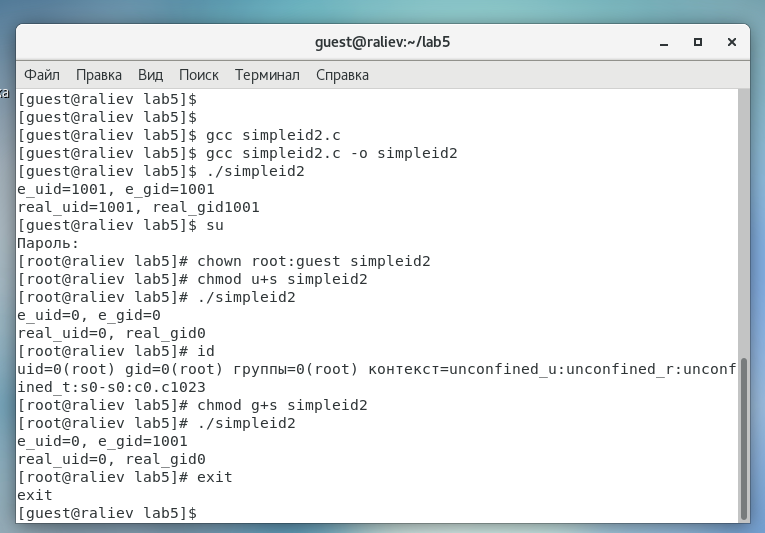 guest@raliev:~/lab5
Файл Правка Вид Поиск Терминал Справка
ка
[guest@raliev lab5]$
[guest@raliev lab5]$
[guest@raliev lab5]$ gcc simpleid2.c
[guest@raliev lab5]$ gcc simpleid2.c -o simpleid2
[guest@raliev lab5]$ ./simpleid2
e_uid=1001, e_gid=1001
real_uid=1001, real_gid1001
[guest@raliev lab5]$ su
Пароль:
[root@raliev lab5]# chown root:guest simpleid2
[root@raliev lab5]# chmod u+s simpleid2
[root@raliev lab5]# ./simpleid2
e_uid=0, e_gid=0
real_uid=0, real_gid0
[root@raliev lab5]# id
uid=0(root) gid=0(root) группы=0(root) контекст=unconfined_u:unconfined_r:unconf
ined_t:s0-s0:c0.c1023
[root@raliev lab5]# chmod g+s simpleid2
[root@raliev lab5]# ./simpleid2
e_uid=0, e_gid=1001
real_uid=0, real_gid0
[root@raliev lab5]# exit
exit
[guest@raliev lab5]$